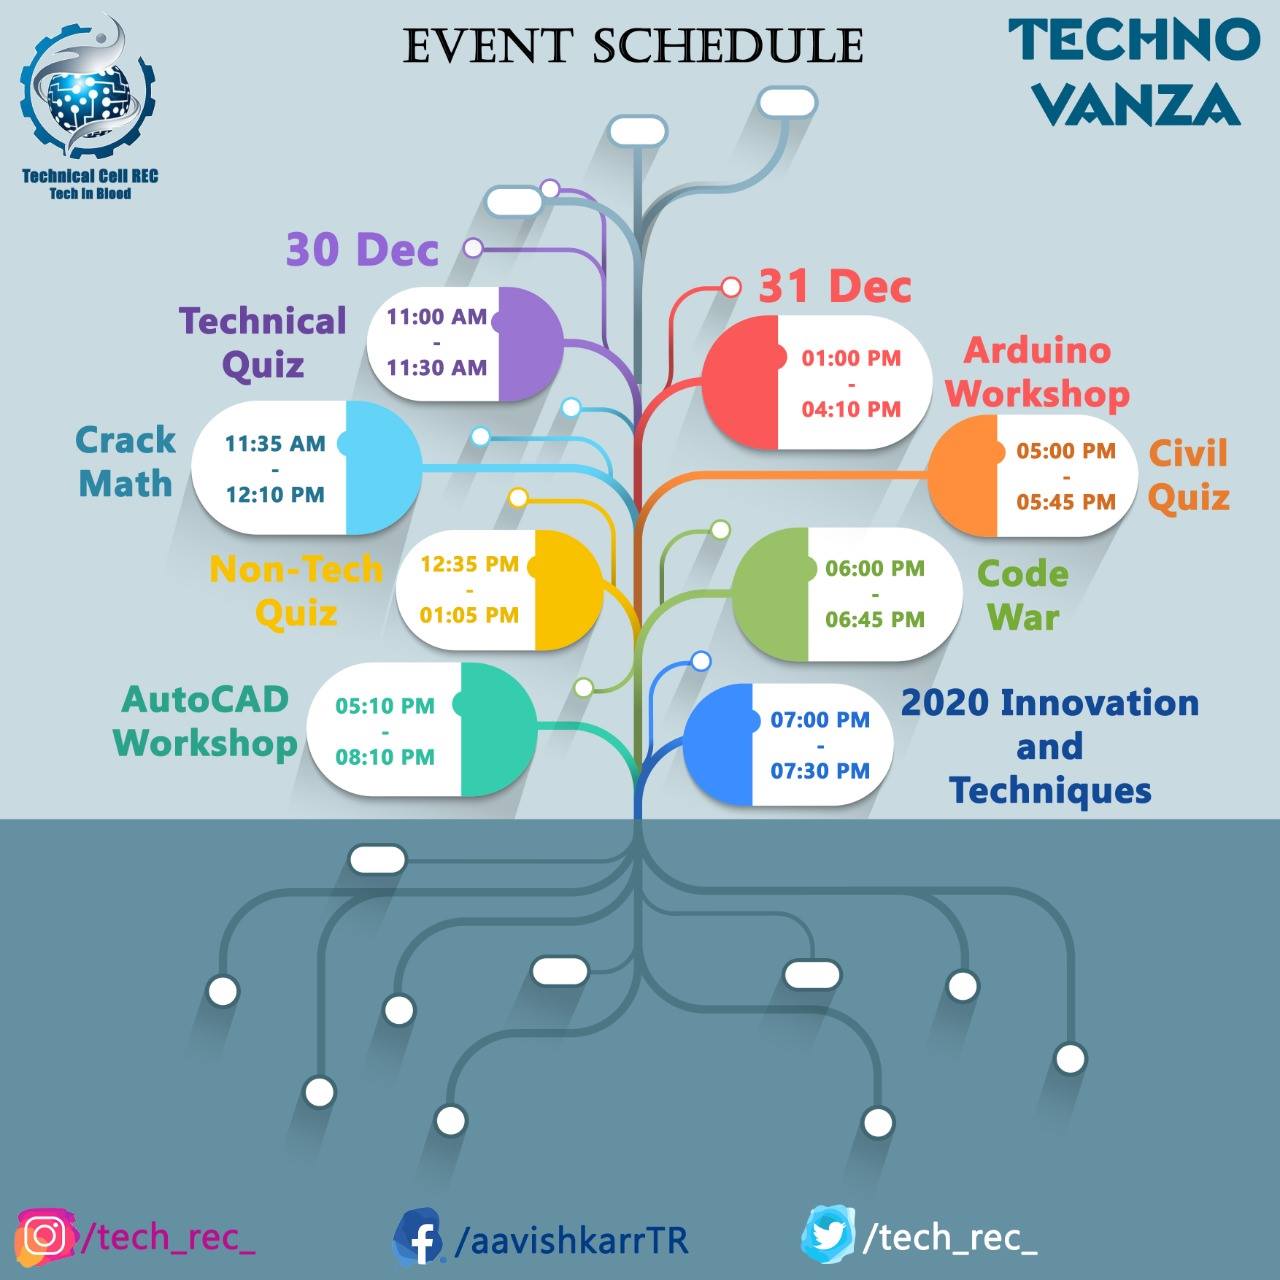 EVENT SCHEDULE
TECHNO
VANZA
Technical Cell REC
Tech In Blood
30 Dec
Technical
Quiz
11:00 AM
-
11:30 AM
Crack
Math
11:35 AM
-
12:10 PM
Non-Tech
Quiz
12:35 PM
-
01:05 PM
AutoCAD
Workshop
05:10 PM
-
08:10 PM
31 Dec
01:00 PM
-
04:10 PM
Arduino
Workshop
05:00 PM
-
05:45 PM
Civil
Quiz
06:00 PM
-
06:45 PM
Code
War
07:00 PM
-
07:30 PM
2020 Innovation
and
Techniques
/tech_rec_
/aavishkarrTR
/tech_rec_